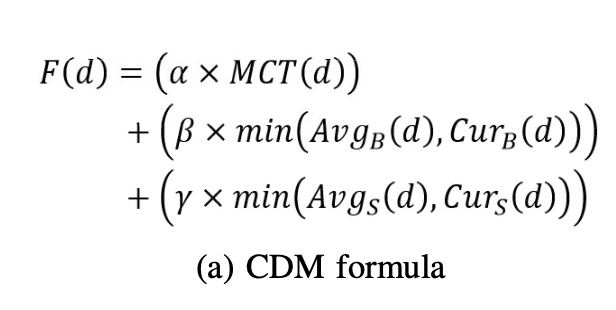 F(d) = (α × MCT(d))
+ (β × min(Avg_B(d), Cur_B(d)))
+ (γ × min(Avg_S(d), Cur_S(d)))
(a) CDM formula